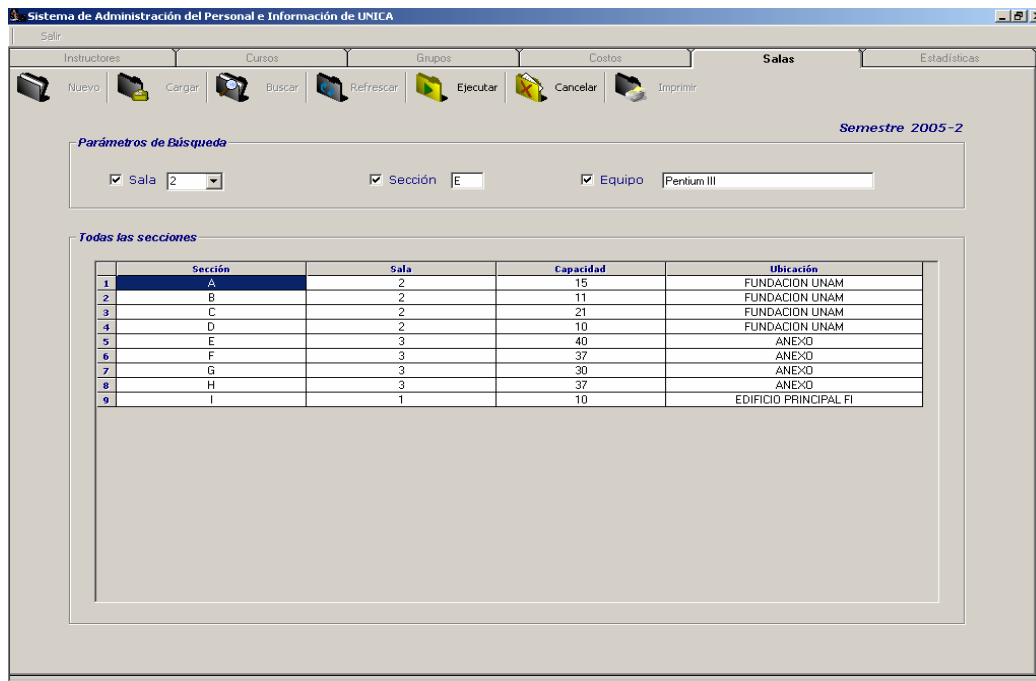 Sistema de Administración del Personal e Información de UNICA
Salir
Instructores Cursos Grupos Costos Salas Estadísticas
Nuevo Cargar Buscar Refrescar Ejecutar Cancelar Imprimir
Semestre 2005-2
Parámetros de Búsqueda
Sala 2 Sección E Equipo Pentium III
Todas las secciones
Sección Sala Capacidad Ubicación
1 A 2 15 FUNDACION UNAM
2 B 2 11 FUNDACION UNAM
3 C 2 21 FUNDACION UNAM
4 D 2 10 FUNDACION UNAM
5 E 3 40 ANEXO
6 F 3 37 ANEXO
7 G 3 30 ANEXO
8 H 3 37 ANEXO
9 I 1 10 EDIFICIO PRINCIPAL FI